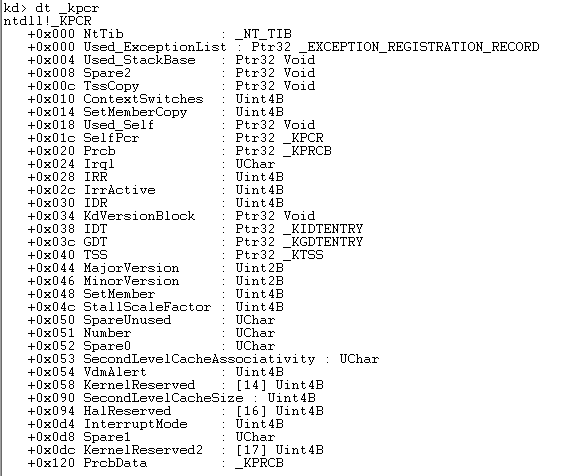 kd> dt _kpcr
ntdll!_KPCR
+0x000 NtTib : _NT_TIB
+0x000 Used_ExceptionList : Ptr32 _EXCEPTION_REGISTRATION_RECORD
+0x004 Used_StackBase : Ptr32 Void
+0x008 Spare2 : Ptr32 Void
+0x00c TssCopy : Ptr32 Void
+0x010 ContextSwitches : Uint4B
+0x014 SetMemberCopy : Uint4B
+0x018 Used_Self : Ptr32 Void
+0x01c SelfPcr : Ptr32 _KPCR
+0x020 Prcb : Ptr32 _KPRCB
+0x024 Irql : UChar
+0x028 IRR : Uint4B
+0x02c IrrActive : Uint4B
+0x030 IDR : Uint4B
+0x034 KdVersionBlock : Ptr32 Void
+0x038 IDT : Ptr32 _KIDTENTRY
+0x03c GDT : Ptr32 _KGDTENTRY
+0x040 TSS : Ptr32 _KTSS
+0x044 MajorVersion : Uint2B
+0x046 MinorVersion : Uint2B
+0x048 SetMember : Uint4B
+0x04c StallScaleFactor : Uint4B
+0x050 SpareUnused : UChar
+0x051 Number : UChar
+0x052 Spare0 : UChar
+0x053 SecondLevelCacheAssociativity : UChar
+0x054 VdmAlert : Uint4B
+0x058 KernelReserved : [14] Uint4B
+0x090 SecondLevelCacheSize : Uint4B
+0x094 HalReserved : [16] Uint4B
+0x0d4 InterruptMode : Uint4B
+0x0d8 Spare1 : UChar
+0x0dc KernelReserved2 : [17] Uint4B
+0x120 PrcbData : _KPRCB